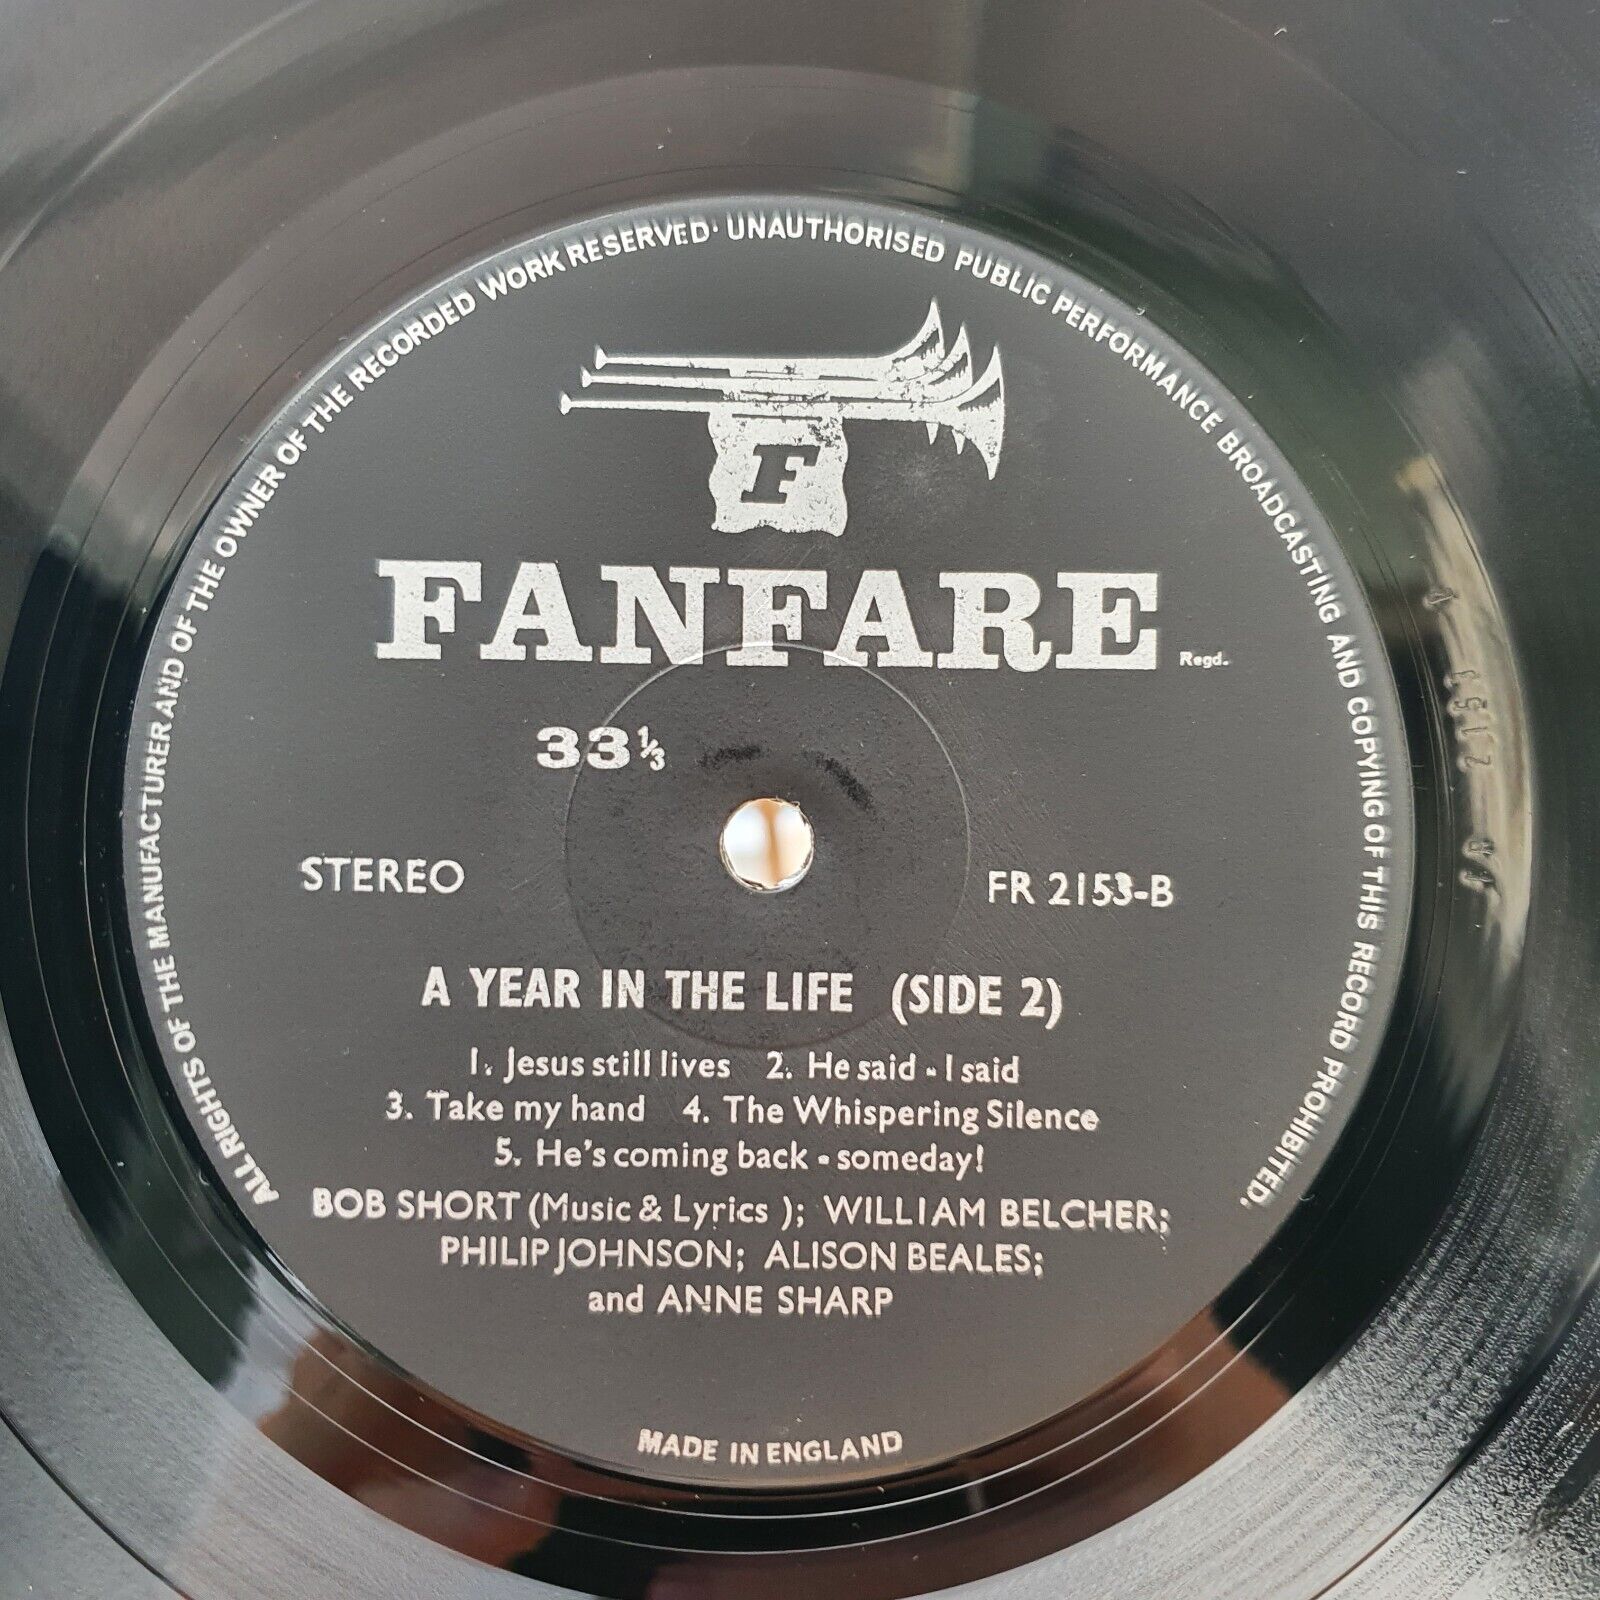 ALL RIGHTS OF THE MANUFACTURER AND OF THE OWNER OF THE RECORDED WORK RESERVED· UNAUTHORISED PUBLIC PERFORMANCE BROADCASTING AND COPYING OF THIS RECORD PROHIBITED.
F
FANFARE Regd.
33⅓
STEREO FR 2153-B
A YEAR IN THE LIFE (SIDE 2)
1. Jesus still lives 2. He said - I said
3. Take my hand 4. The Whispering Silence
5. He's coming back - someday!
BOB SHORT (Music & Lyrics ); WILLIAM BELCHER;
PHILIP JOHNSON; ALISON BEALES;
and ANNE SHARP
MADE IN ENGLAND